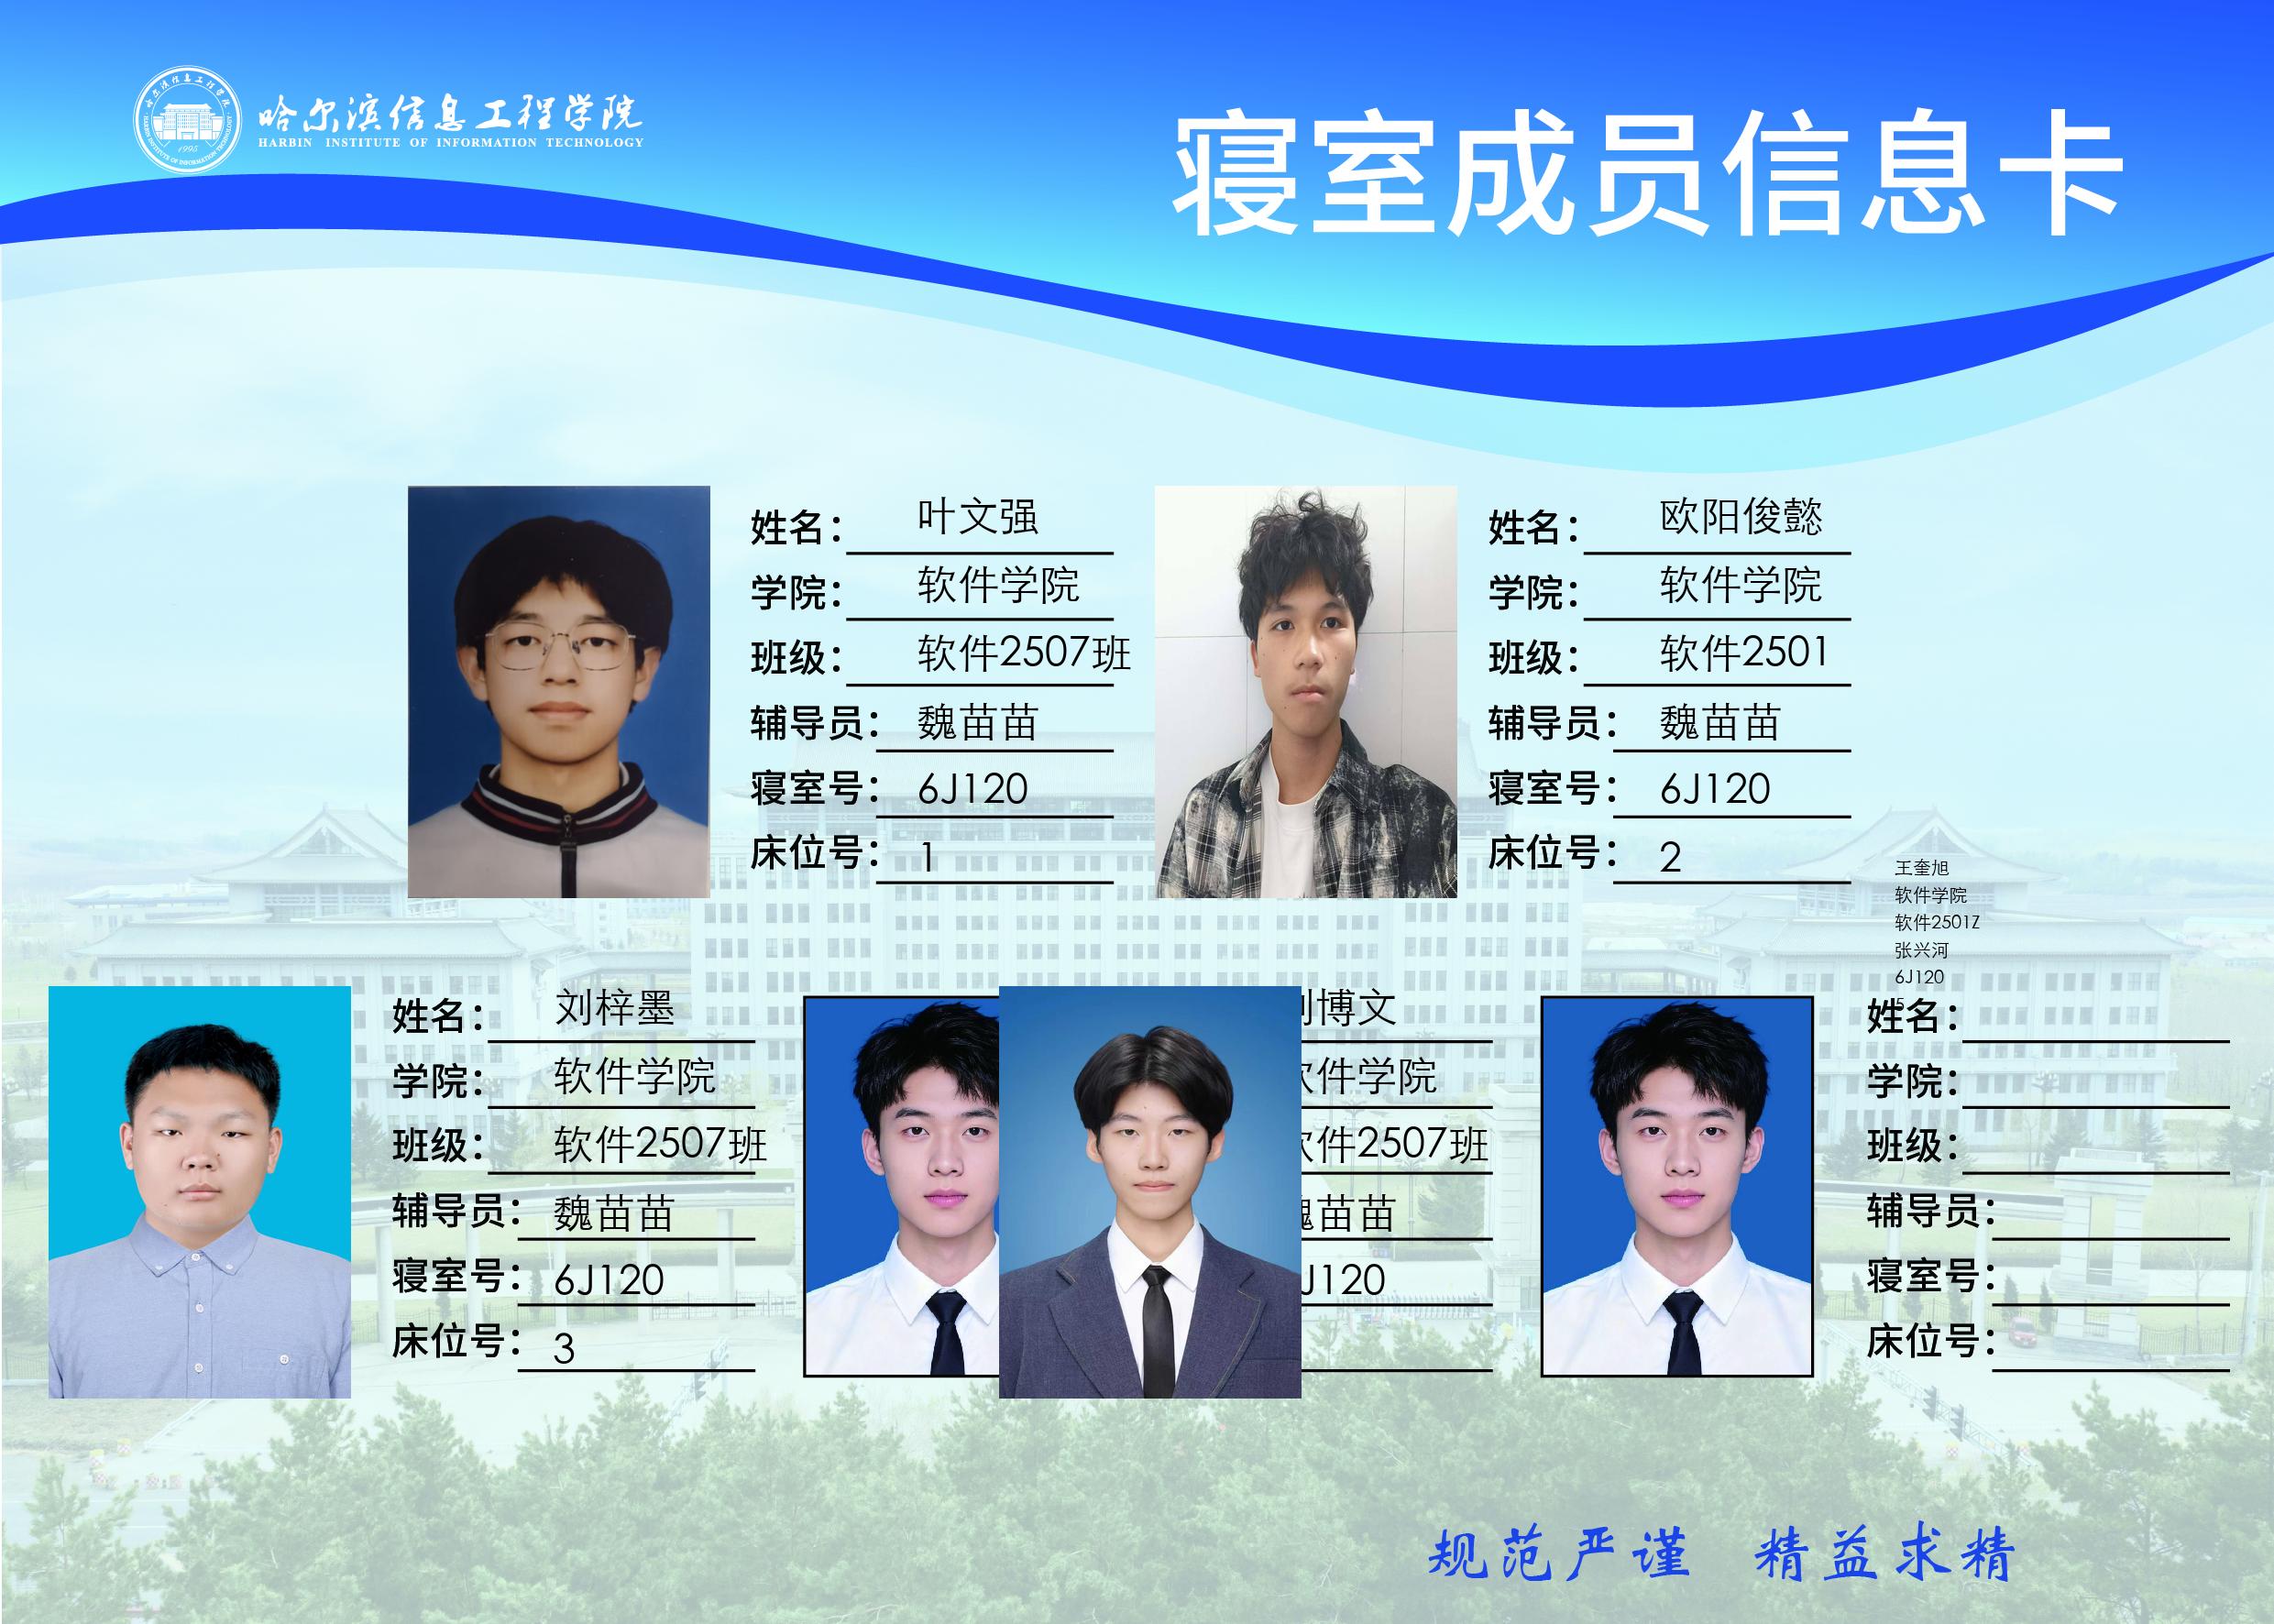 哈尔滨信息工程学院
HARBIN INSTITUTE OF INFORMATION TECHNOLOGY
1995
寝室成员信息卡
姓名： 叶文强
学院： 软件学院
班级： 软件2507班
辅导员： 魏苗苗
寝室号： 6J120
床位号： 1
姓名： 欧阳俊懿
学院： 软件学院
班级： 软件2501
辅导员： 魏苗苗
寝室号： 6J120
床位号： 2
王奎旭
软件学院
软件2501Z
张兴河
6J120
5
姓名： 刘梓墨
学院： 软件学院
班级： 软件2507班
辅导员： 魏苗苗
寝室号： 6J120
床位号： 3
博文
件学院
件2507班
苗苗
J120
姓名：
学院：
班级：
辅导员：
寝室号：
床位号：
规范严谨 精益求精